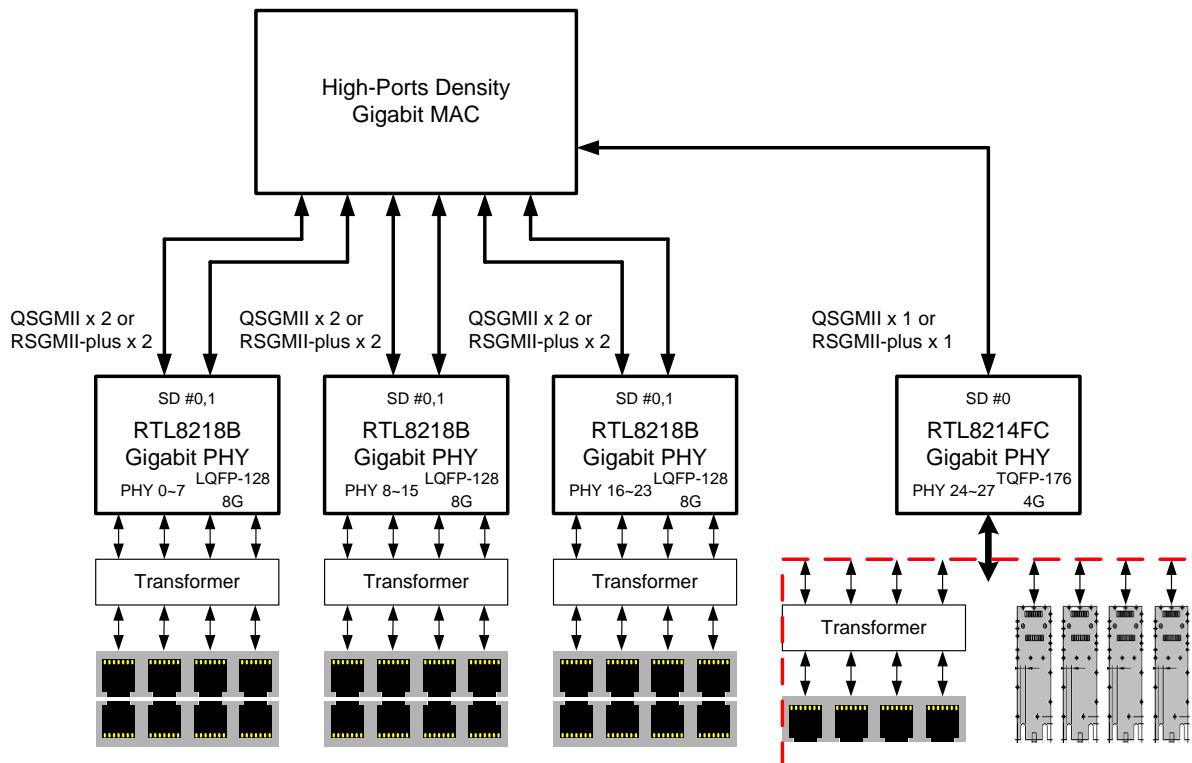 High-Ports Density
Gigabit MAC
QSGMII x 2 or
RSGMII-plus x 2
QSGMII x 2 or
RSGMII-plus x 2
QSGMII x 2 or
RSGMII-plus x 2
QSGMII x 1 or
RSGMII-plus x 1
SD #0,1
RTL8218B
Gigabit PHY
PHY 0~7
LQFP-128
8G
SD #0,1
RTL8218B
Gigabit PHY
PHY 8~15
LQFP-128
8G
SD #0,1
RTL8218B
Gigabit PHY
PHY 16~23
LQFP-128
8G
SD #0
RTL8214FC
Gigabit PHY
PHY 24~27
TQFP-176
4G
Transformer
Transformer
Transformer
Transformer